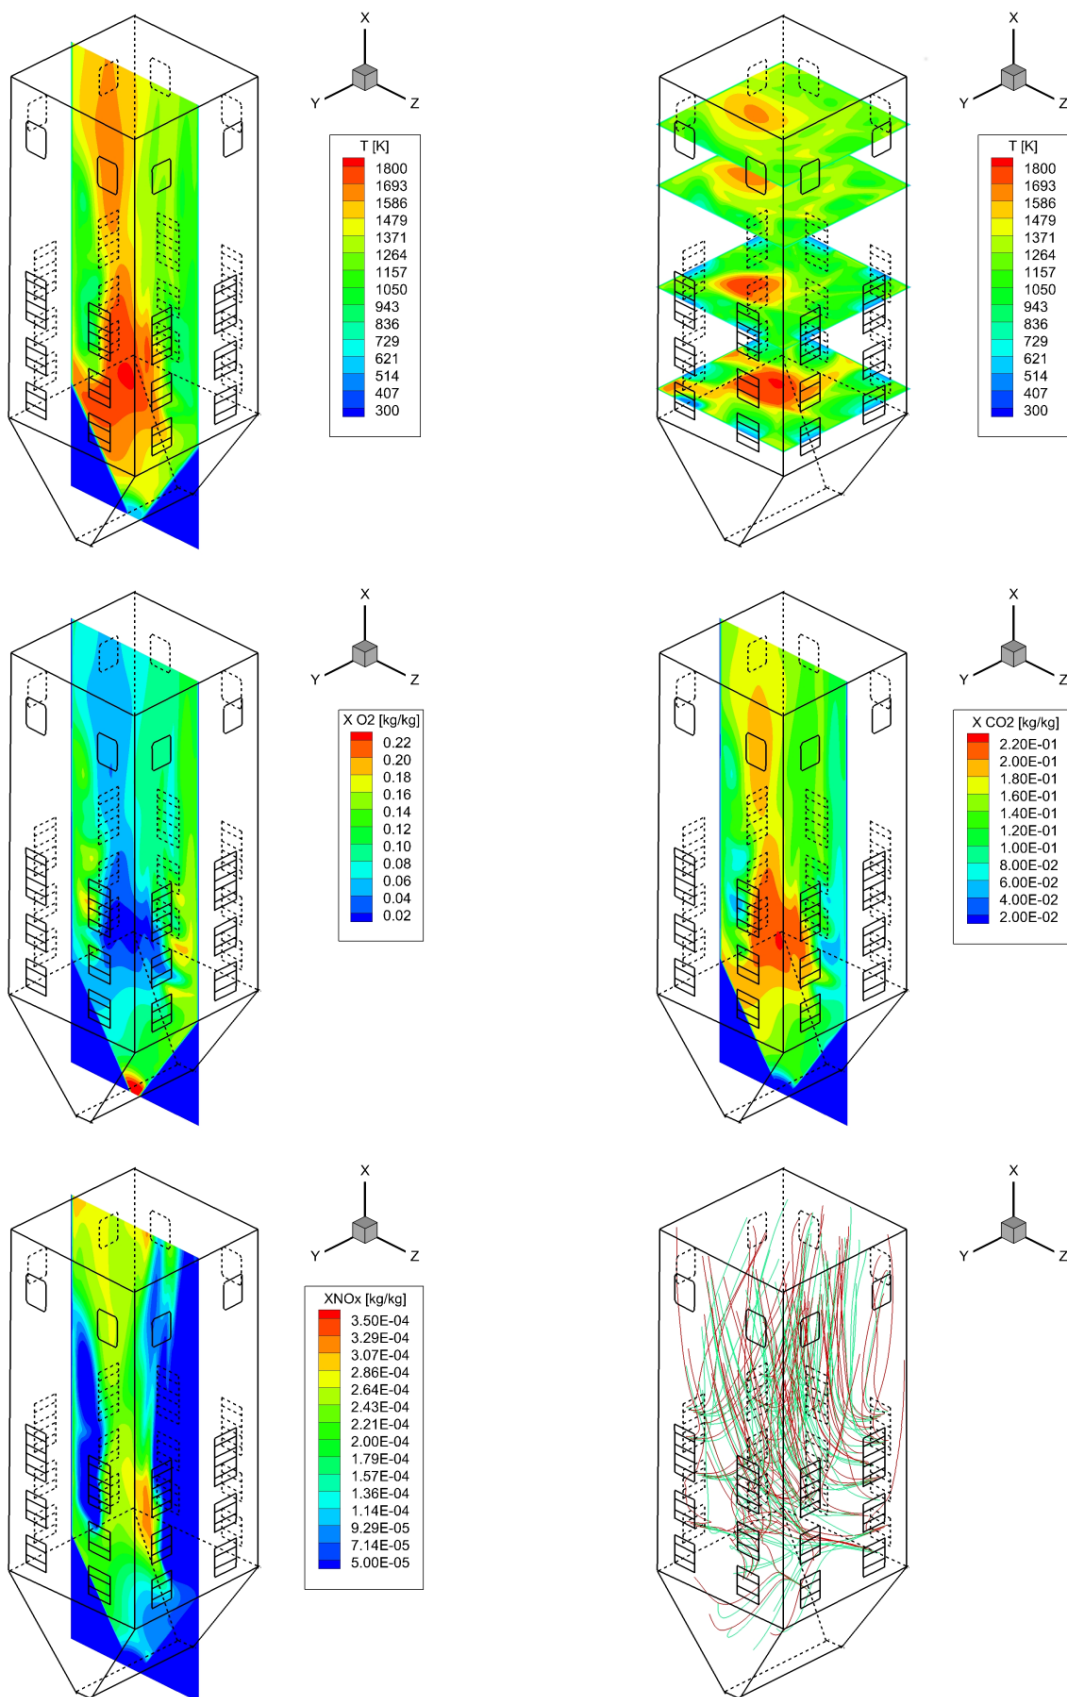 X
Y
Z
T [K]
1800
1693
1586
1479
1371
1264
1157
1050
943
836
729
621
514
407
300
X
Y
Z
T [K]
1800
1693
1586
1479
1371
1264
1157
1050
943
836
729
621
514
407
300
X
Y
Z
X O2 [kg/kg]
0.22
0.20
0.18
0.16
0.14
0.12
0.10
0.08
0.06
0.04
0.02
X
Y
Z
X CO2 [kg/kg]
2.20E-01
2.00E-01
1.80E-01
1.60E-01
1.40E-01
1.20E-01
1.00E-01
8.00E-02
6.00E-02
4.00E-02
2.00E-02
X
Y
Z
XNOx [kg/kg]
3.50E-04
3.29E-04
3.07E-04
2.86E-04
2.64E-04
2.43E-04
2.21E-04
2.00E-04
1.79E-04
1.57E-04
1.36E-04
1.14E-04
9.29E-05
7.14E-05
5.00E-05
X
Y
Z